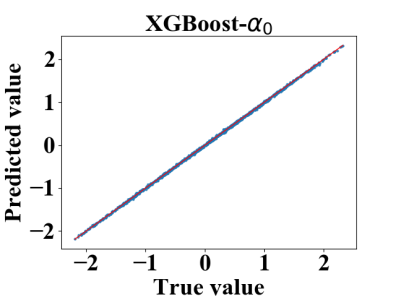 XGBoost-α₀
Predicted value
2
1
0
−1
−2
−2 −1 0 1 2
True value